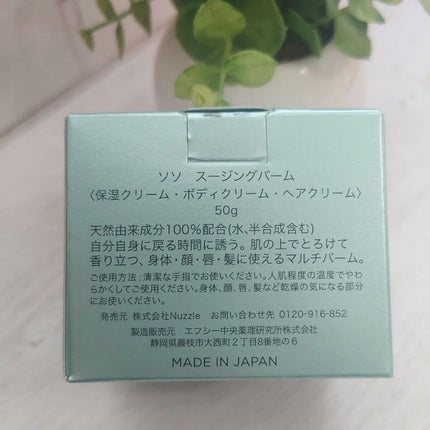 ソソ　スージングバーム
〈保湿クリーム・ボディクリーム・ヘアクリーム〉
50g
天然由来成分100%配合(水、半合成含む)
自分自身に戻る時間に誘う。肌の上でとろけて
香り立つ、身体・顔・唇・髪に使えるマルチバーム。
ご使用方法：清潔な手指でお使いください。人肌程度の温度でやわ
らかくしてご使用ください。身体、顔、唇、髪など乾燥の気になる部分
にお使いください。
発売元　株式会社Nuzzle　お問い合わせ先　0120-916-852
製造販売元　エフシー中央薬理研究所株式会社
静岡県藤枝市大西町２丁目８番地の６
MADE IN JAPAN